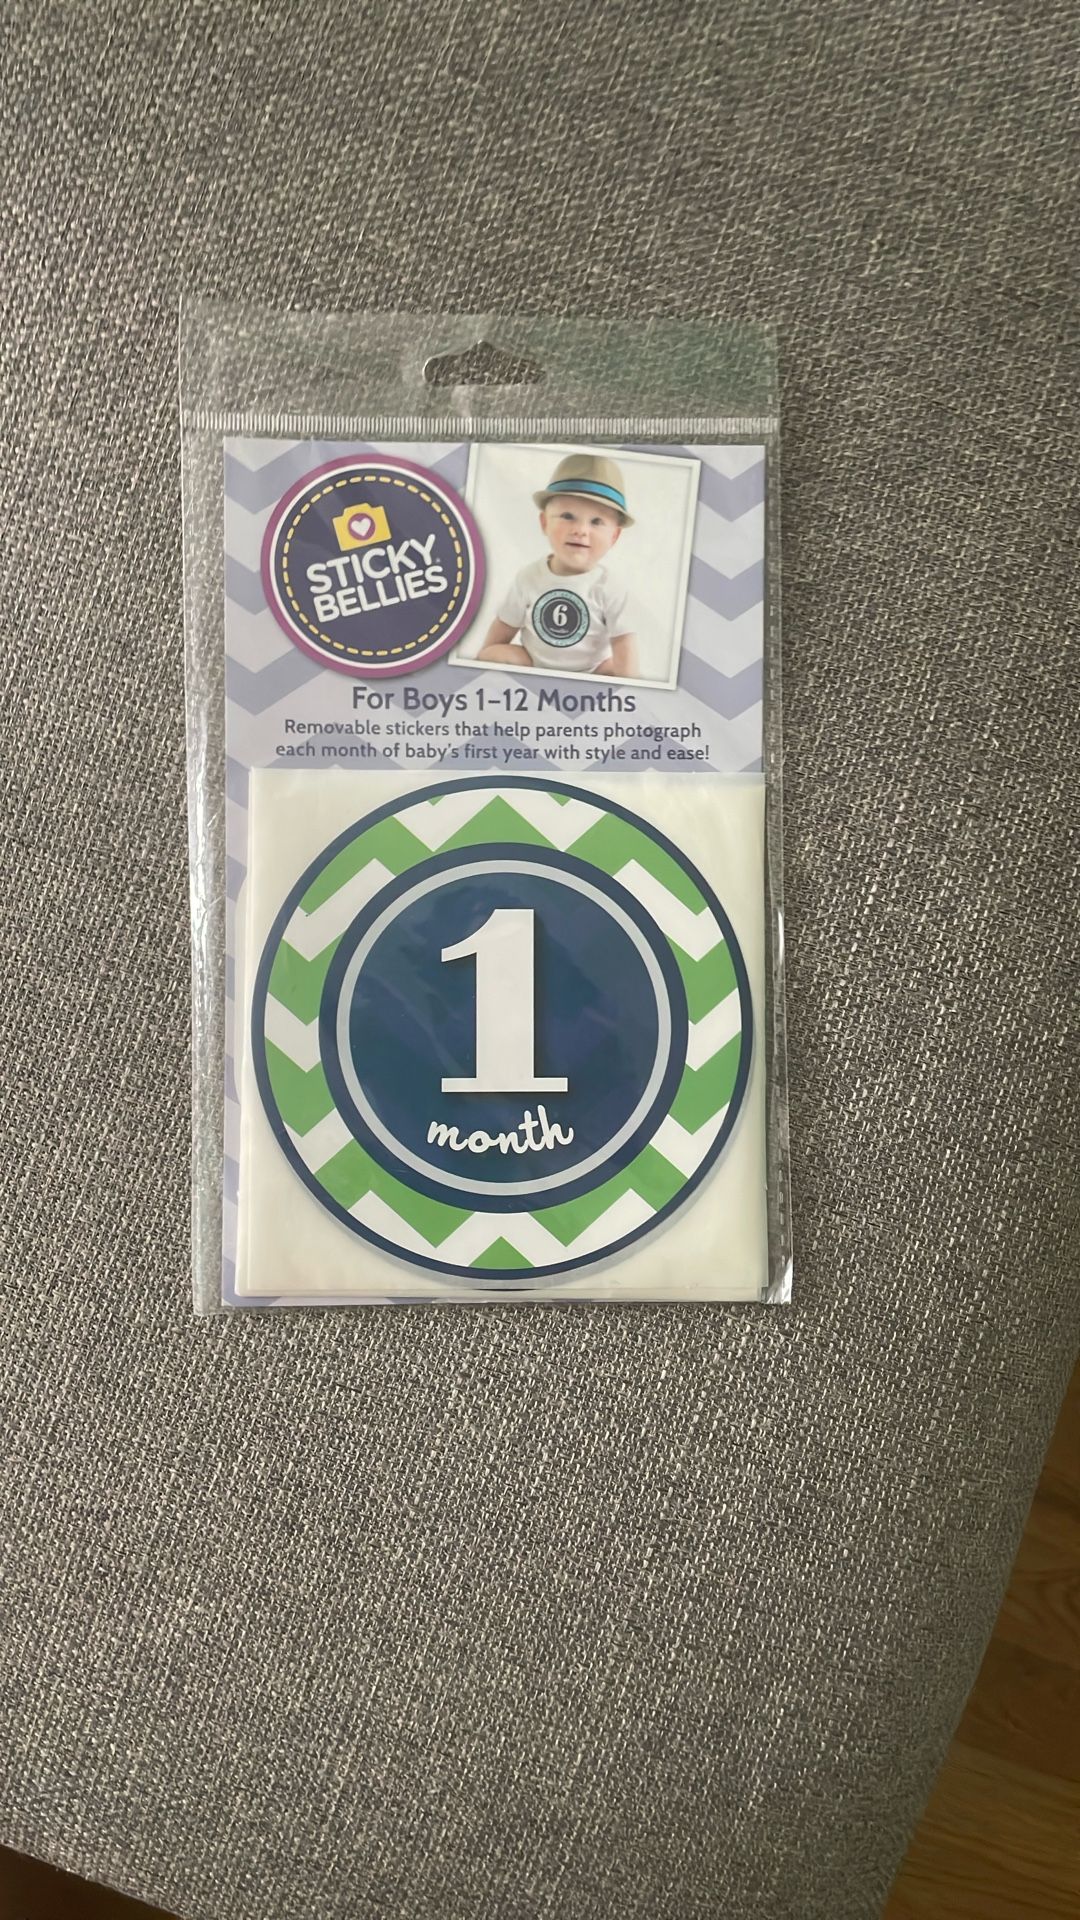 STICKY
BELLIES
6
For Boys 1–12 Months
Removable stickers that help parents photograph
each month of baby's first year with style and ease!
1
month